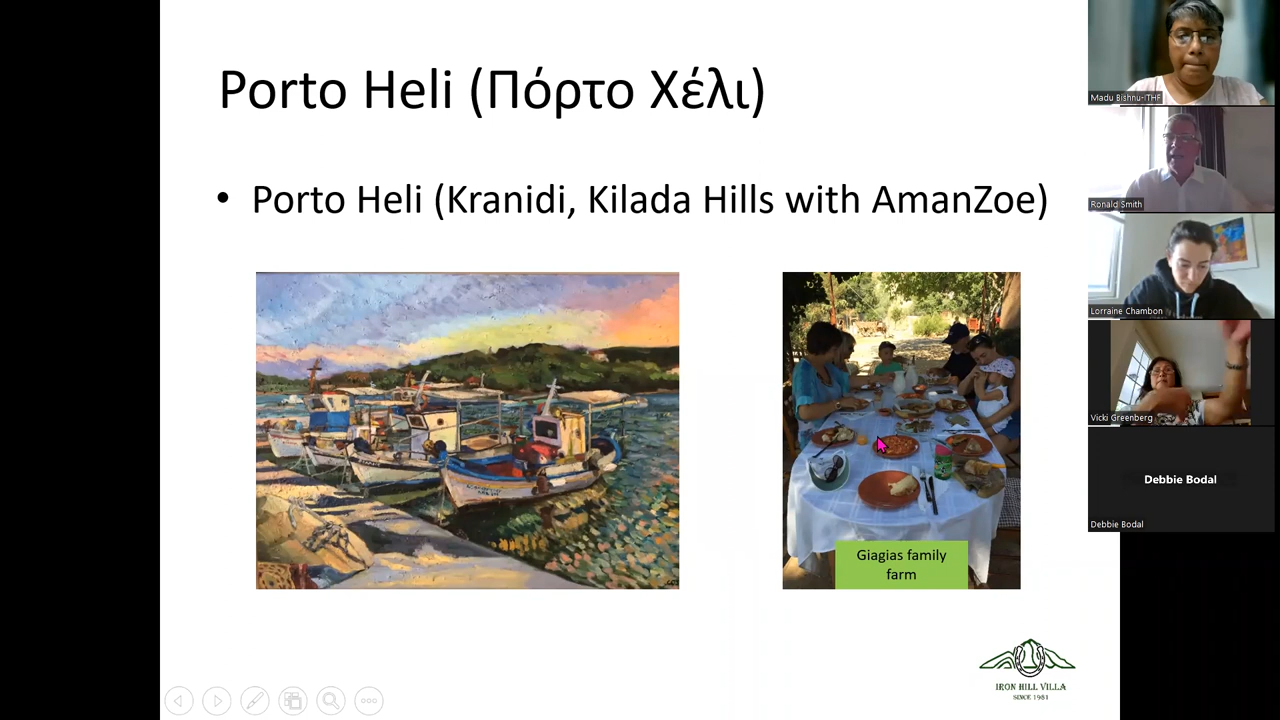 Porto Heli (Πόρτο Χέλι)
• Porto Heli (Kranidi, Kilada Hills with AmanZoe)
Giagias family
farm
IRON HILL VILLA
SINCE 1981
Madu Bishnu-ITHF
Ronald Smith
Lorraine Chambon
Vicki Greenberg
Debbie Bodal
Debbie Bodal